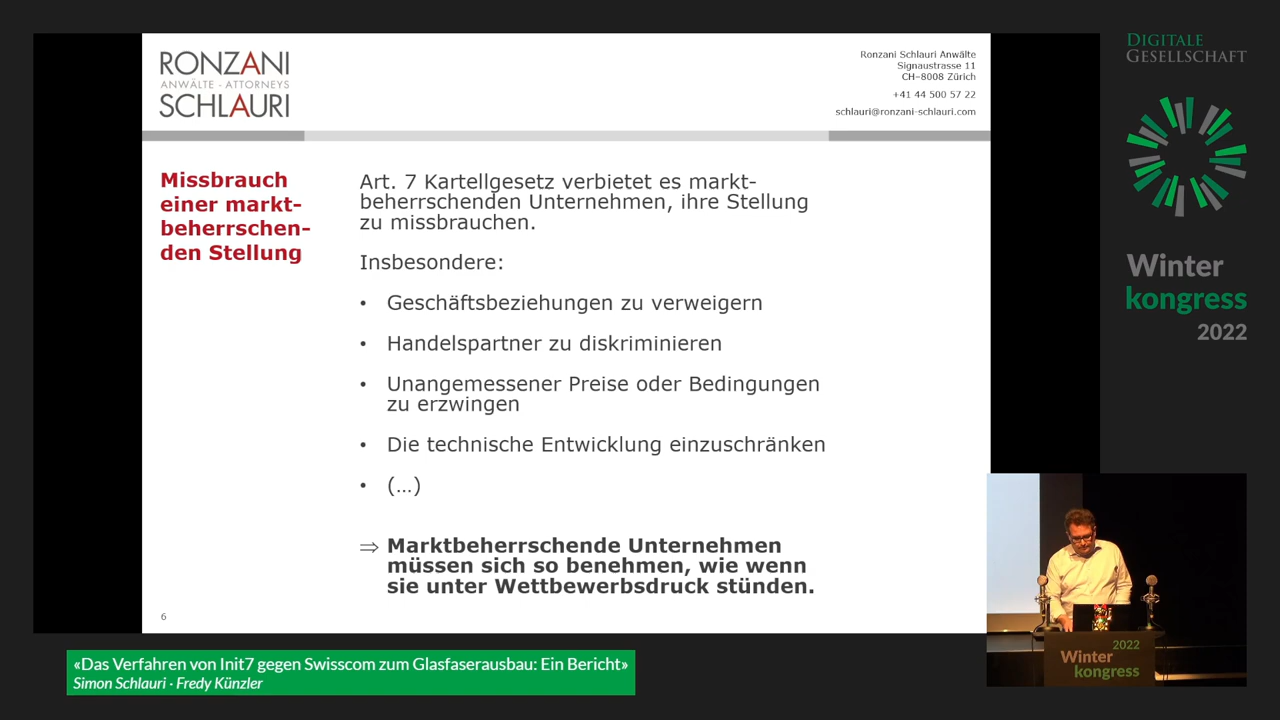 RONZANI
ANWÄLTE · ATTORNEYS
SCHLAURI
Ronzani Schlauri Anwälte
Signaustrasse 11
CH–8008 Zürich
+41 44 500 57 22
schlauri@ronzani-schlauri.com
Missbrauch
einer markt-
beherrschen-
den Stellung
Art. 7 Kartellgesetz verbietet es markt-
beherrschenden Unternehmen, ihre Stellung
zu missbrauchen.
Insbesondere:
• Geschäftsbeziehungen zu verweigern
• Handelspartner zu diskriminieren
• Unangemessener Preise oder Bedingungen
zu erzwingen
• Die technische Entwicklung einzuschränken
• (…)
⇒ Marktbeherrschende Unternehmen
müssen sich so benehmen, wie wenn
sie unter Wettbewerbsdruck stünden.
6
DIGITALE
GESELLSCHAFT
Winter
kongress
2022
2022
Winter
kongress
«Das Verfahren von Init7 gegen Swisscom zum Glasfaserausbau: Ein Bericht»
Simon Schlauri · Fredy Künzler